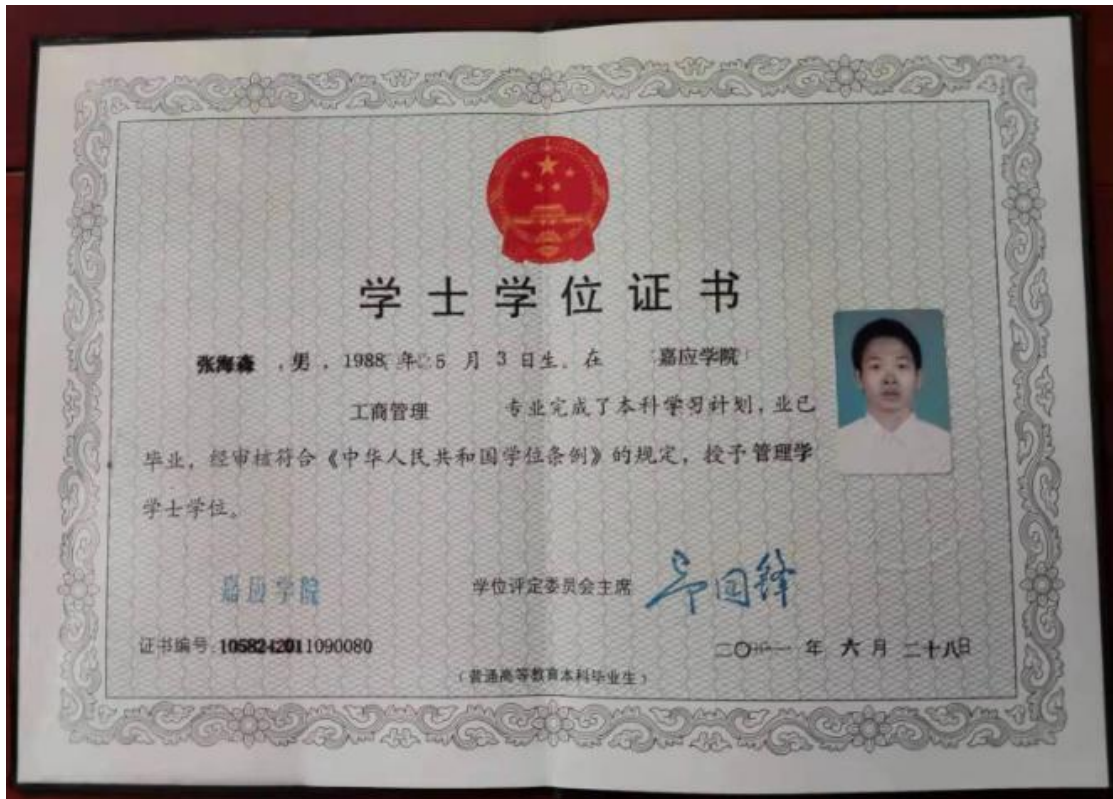 学士学位证书
张海森，男，1988年5月3日生。在 嘉应学院
工商管理 专业完成了本科学习计划，业已
毕业，经审核符合《中华人民共和国学位条例》的规定，授予管理学
学士学位。
嘉应学院 学位评定委员会主席
证书编号 1058242011090080 二〇一一年六月二十八日
（普通高等教育本科毕业生）